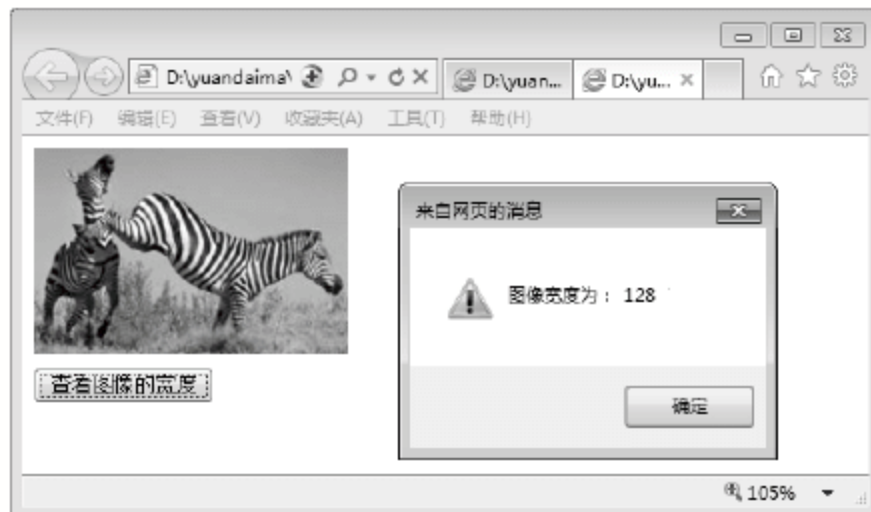 D:\yuandaima\
D:\yuan...
D:\yu...
文件(F) 编辑(E) 查看(V) 收藏夹(A) 工具(T) 帮助(H)
来自网页的消息
图像宽度为：128
确定
查看图像的宽度
105%